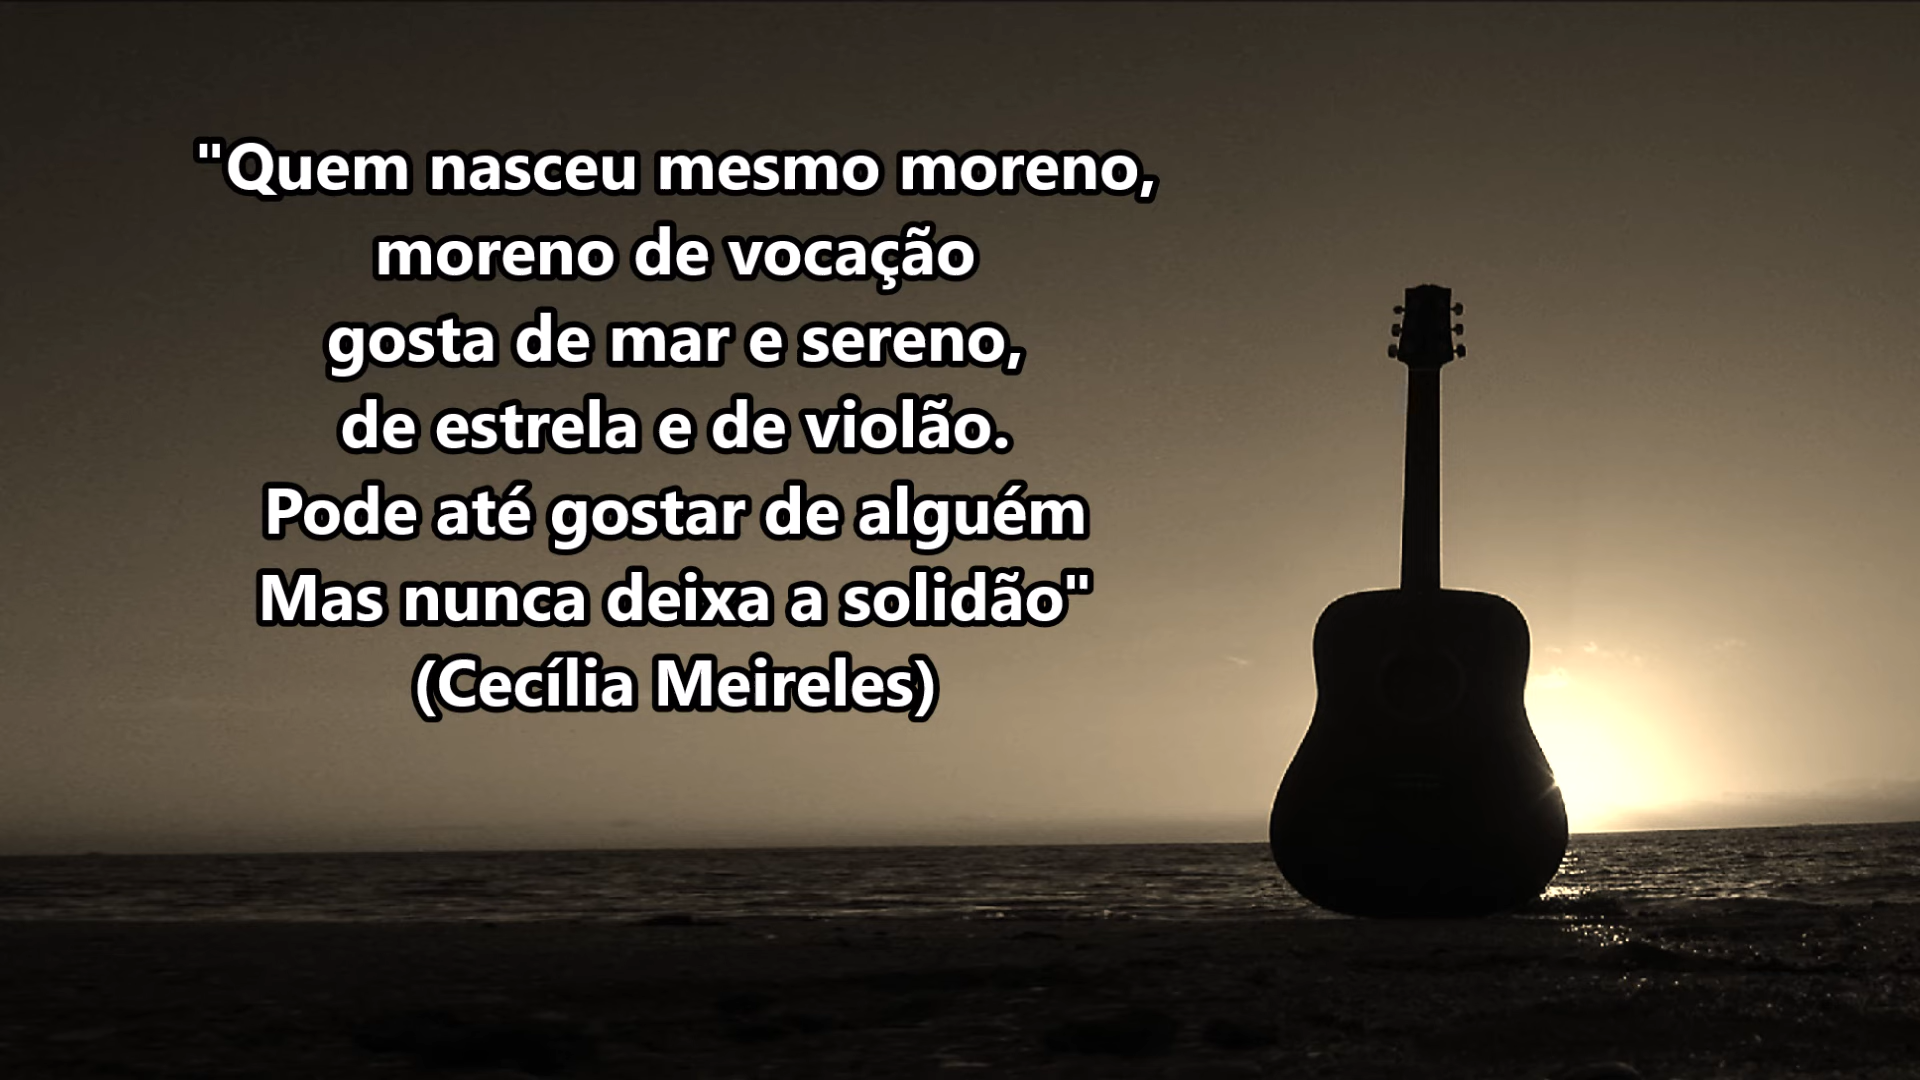 "Quem nasceu mesmo moreno,
moreno de vocação
gosta de mar e sereno,
de estrela e de violão.
Pode até gostar de alguém
Mas nunca deixa a solidão"
(Cecília Meireles)